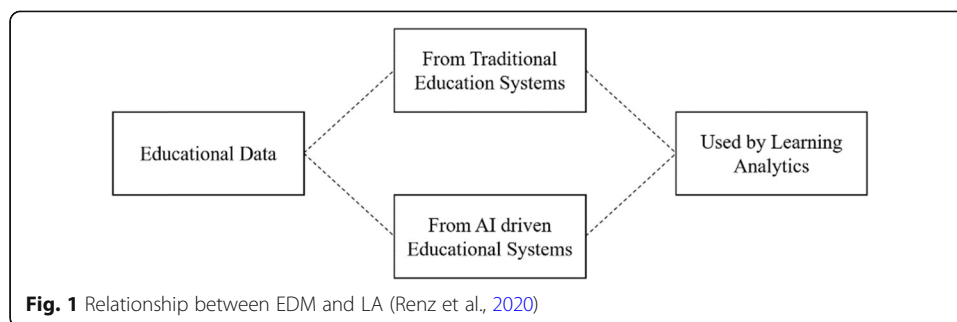 From Traditional
Education Systems
Educational Data
Used by Learning
Analytics
From AI driven
Educational Systems
Fig. 1 Relationship between EDM and LA (Renz et al., 2020)